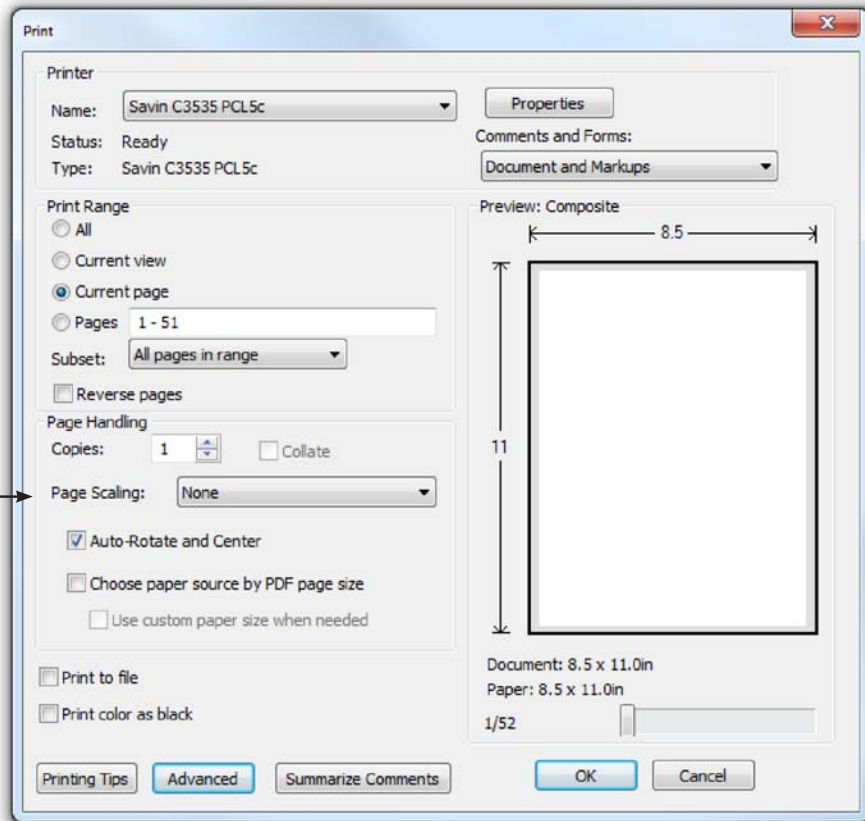 Print
Printer
Name: Savin C3535 PCL5c Properties
Status: Ready Comments and Forms:
Type: Savin C3535 PCL5c Document and Markups
Print Range
All
Current view
Current page
Pages 1 - 51
Subset: All pages in range
Reverse pages
Page Handling
Copies: 1 Collate
Page Scaling: None
Auto-Rotate and Center
Choose paper source by PDF page size
Use custom paper size when needed
Print to file
Print color as black
Preview: Composite
8.5
11
Document: 8.5 x 11.0in
Paper: 8.5 x 11.0in
1/52
Printing Tips Advanced Summarize Comments OK Cancel